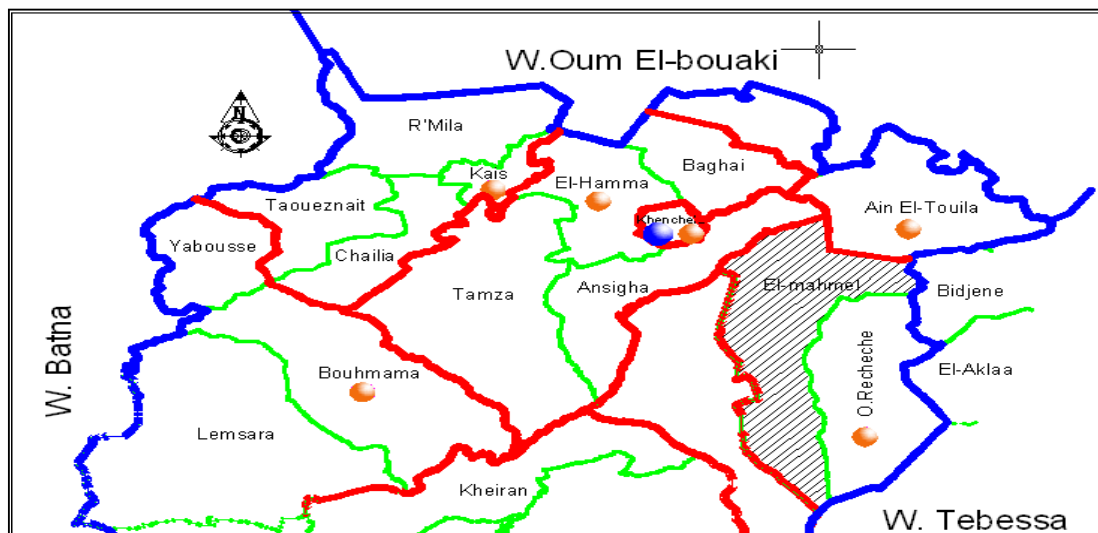 W.Oum El-bouaki
N
R'Mila
Baghai
Kais
El-Hamma
Taoueznait
Ain El-Touila
Khenchel
Yabousse
Chailia
Tamza
Ansigha
El-mahmel
Bidjene
W. Batna
Bouhmama
El-Aklaa
O.Recheche
Lemsara
Kheiran
W. Tebessa